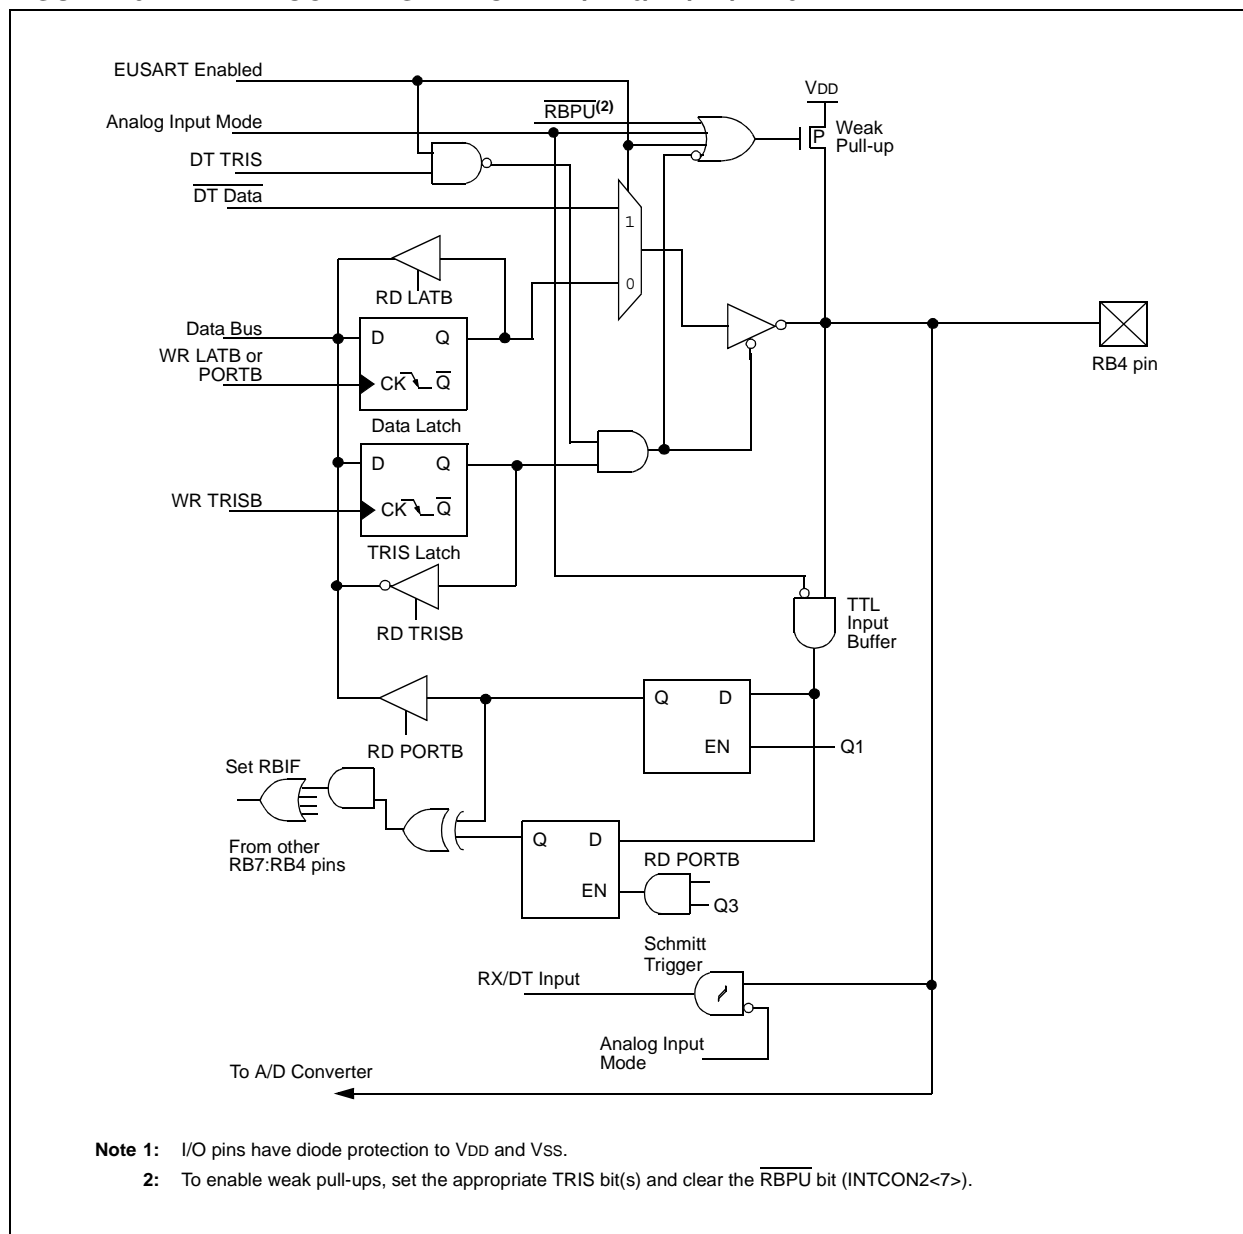 EUSART Enabled
Analog Input Mode
DT TRIS
D̅T̅ ̅D̅a̅t̅a̅
R̅B̅P̅U̅(2)
VDD
P
Weak
Pull-up
1
0
RD LATB
Data Bus
WR LATB or
PORTB
D Q
CK Q̅
Data Latch
RB4 pin
D Q
CK Q̅
WR TRISB
TRIS Latch
RD TRISB
TTL
Input
Buffer
Q D
EN
Q1
RD PORTB
Set RBIF
From other
RB7:RB4 pins
Q D
EN
RD PORTB
Q3
Schmitt
Trigger
RX/DT Input
Analog Input
Mode
To A/D Converter
Note 1: I/O pins have diode protection to VDD and VSS.
2: To enable weak pull-ups, set the appropriate TRIS bit(s) and clear the R̅B̅P̅U̅ bit (INTCON2<7>).